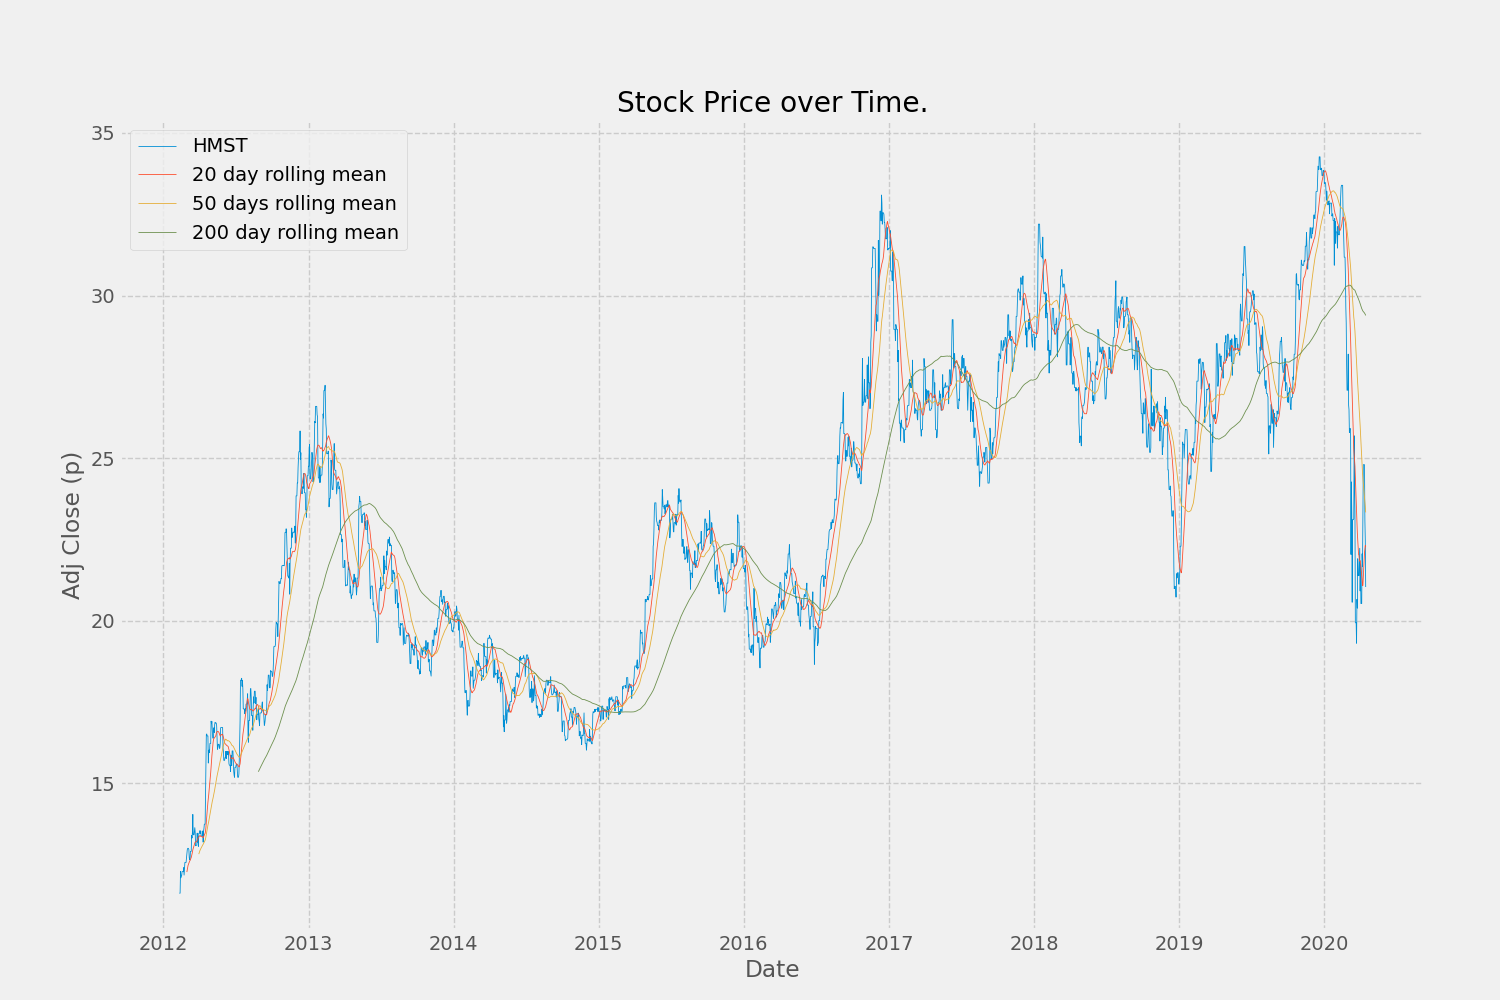 Stock Price over Time.
HMST
20 day rolling mean
50 days rolling mean
200 day rolling mean
Adj Close (p)
35
30
25
20
15
2012 2013 2014 2015 2016 2017 2018 2019 2020
Date